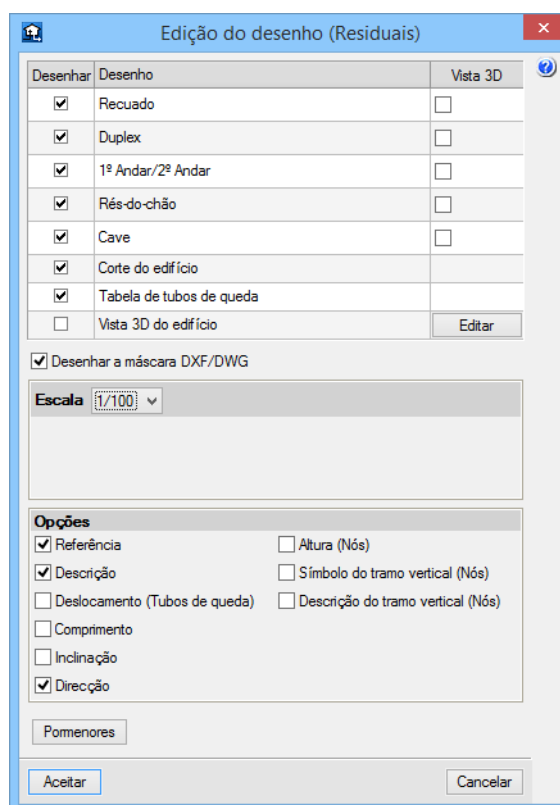 Edição do desenho (Residuais)
Desenhar Desenho Vista 3D
Recuado
Duplex
1º Andar/2º Andar
Rés-do-chão
Cave
Corte do edifício
Tabela de tubos de queda
Vista 3D do edifício Editar
Desenhar a máscara DXF/DWG
Escala 1/100
Opções
Referência Altura (Nós)
Descrição Símbolo do tramo vertical (Nós)
Deslocamento (Tubos de queda) Descrição do tramo vertical (Nós)
Comprimento
Inclinação
Direcção
Pormenores
Aceitar Cancelar